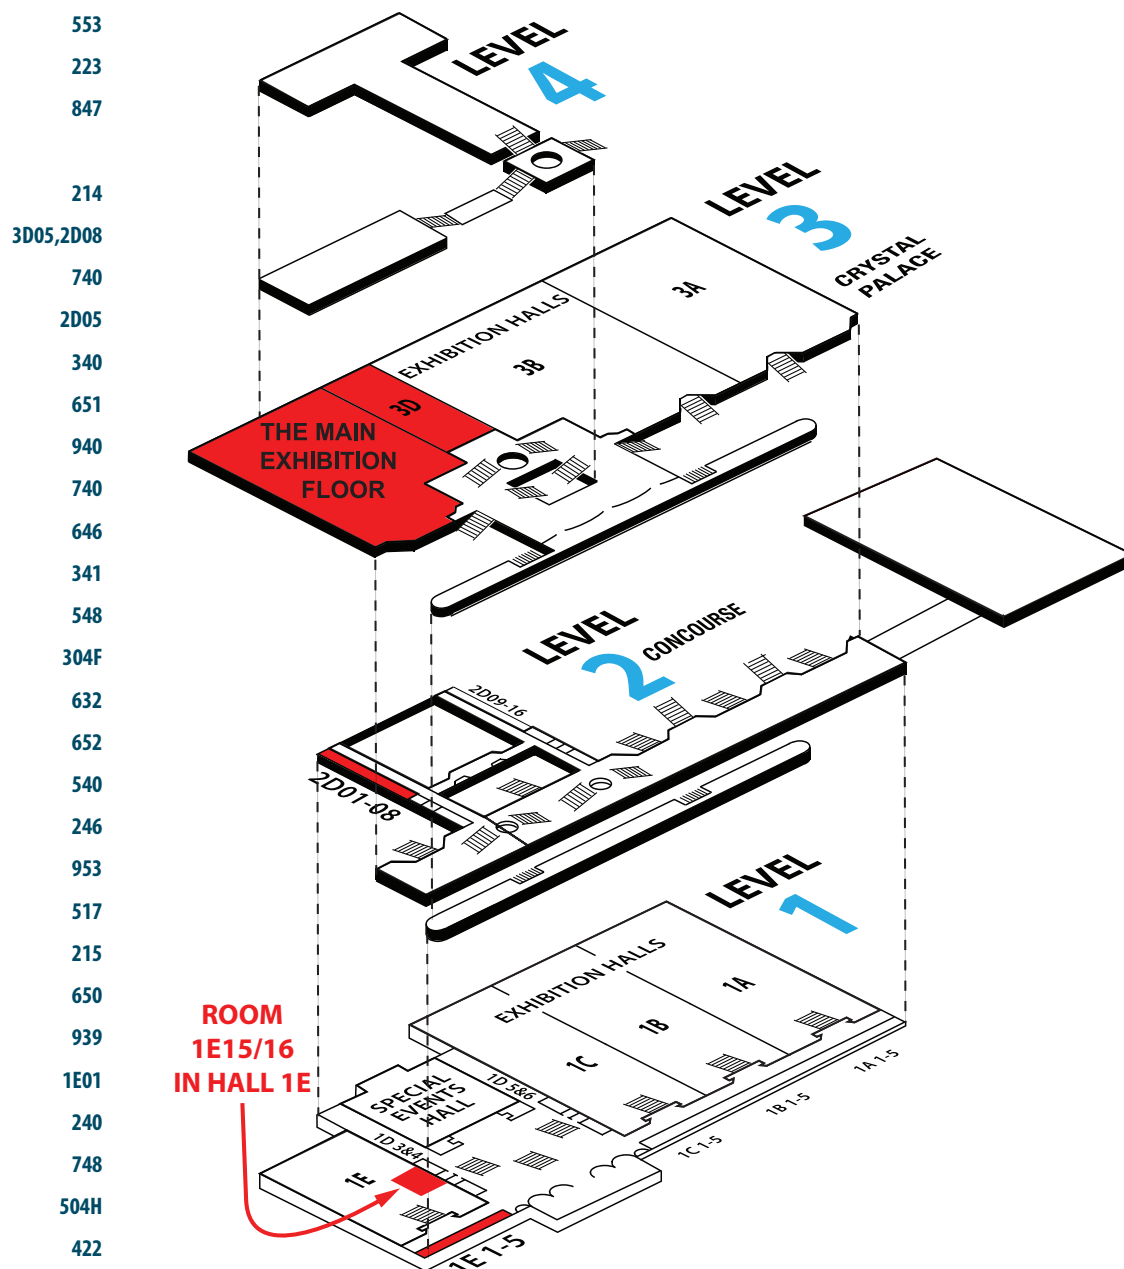 553
223
847
214
3D05,2D08
740
2D05
340
651
940
740
646
341
548
304F
632
652
540
246
953
517
215
650
939
1E01
240
748
504H
422
LEVEL
4
LEVEL
3
CRYSTAL
PALACE
EXHIBITION HALLS
3A
3B
3D
THE MAIN
EXHIBITION
FLOOR
LEVEL
2
CONCOURSE
2D09-16
2D01-08
LEVEL
1
EXHIBITION HALLS
1A
1B
1C
1A 1-5
1B 1-5
1C 1-5
1D 5&6
SPECIAL
EVENTS
HALL
1D 3&4
1E
1E 1-5
ROOM
1E15/16
IN HALL 1E